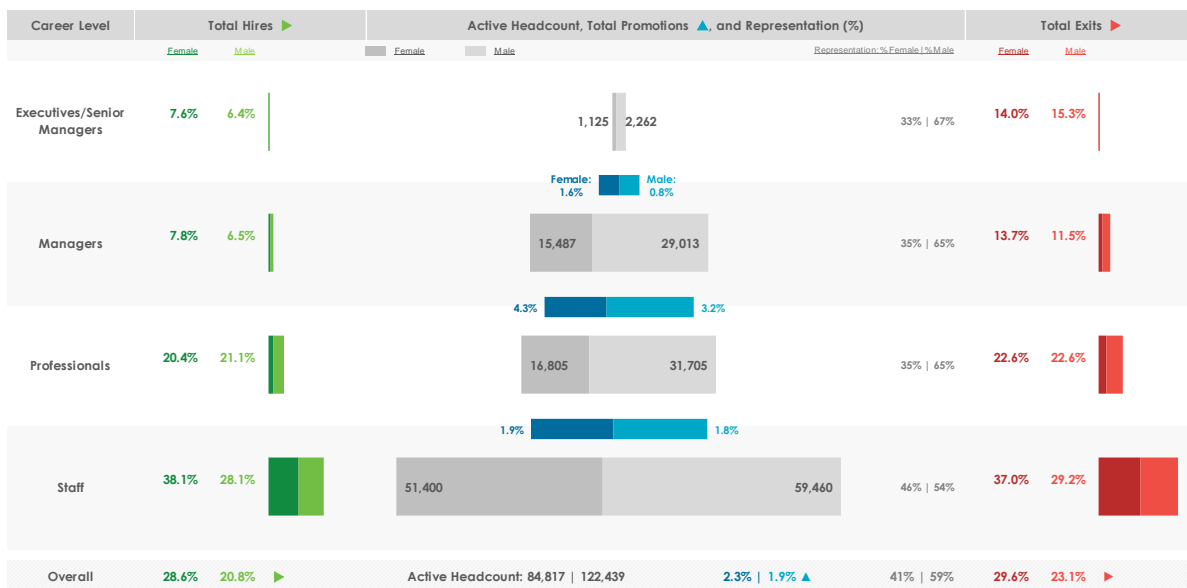 Career Level Total Hires ▶ Active Headcount, Total Promotions ▲, and Representation (%) Total Exits ▶
Female Male Female Male Representation: % Female | % Male Female Male
Executives/Senior Managers 7.6% 6.4% 1,125 2,262 33% | 67% 14.0% 15.3%
Female: 1.6% Male: 0.8%
Managers 7.8% 6.5% 15,487 29,013 35% | 65% 13.7% 11.5%
4.3% 3.2%
Professionals 20.4% 21.1% 16,805 31,705 35% | 65% 22.6% 22.6%
1.9% 1.8%
Staff 38.1% 28.1% 51,400 59,460 46% | 54% 37.0% 29.2%
Overall 28.6% 20.8% ▶ Active Headcount: 84,817 | 122,439 2.3% | 1.9% ▲ 41% | 59% 29.6% 23.1% ▶